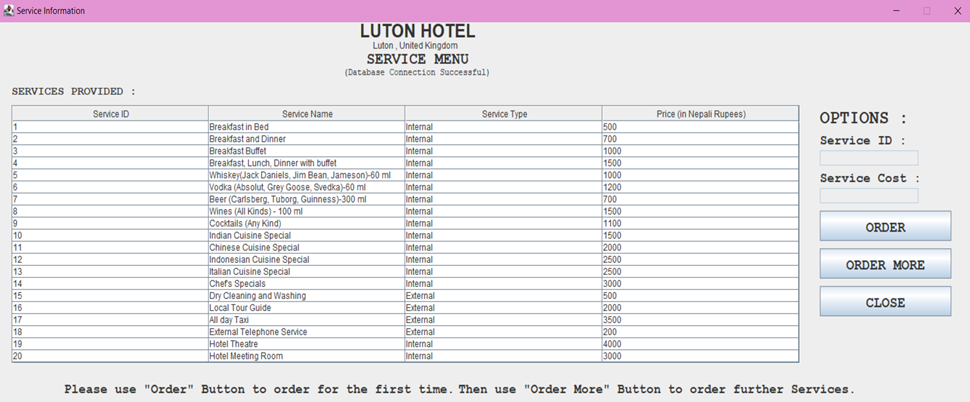 Service Information
LUTON HOTEL
Luton , United Kingdom
SERVICE MENU
(Database Connection Successful)
SERVICES PROVIDED :
Service ID Service Name Service Type Price (in Nepali Rupees)
1 Breakfast in Bed Internal 500
2 Breakfast and Dinner Internal 700
3 Breakfast Buffet Internal 1000
4 Breakfast, Lunch, Dinner with buffet Internal 1500
5 Whiskey(Jack Daniels, Jim Bean, Jameson)-60 ml Internal 1000
6 Vodka (Absolut, Grey Goose, Svedka)-60 ml Internal 1200
7 Beer (Carlsberg, Tuborg, Guinness)-300 ml Internal 700
8 Wines (All Kinds) - 100 ml Internal 1500
9 Cocktails (Any Kind) Internal 1100
10 Indian Cuisine Special Internal 1500
11 Chinese Cuisine Special Internal 2000
12 Indonesian Cuisine Special Internal 2500
13 Italian Cuisine Special Internal 2500
14 Chefs Specials Internal 3000
15 Dry Cleaning and Washing External 500
16 Local Tour Guide External 2000
17 All day Taxi External 3500
18 External Telephone Service External 200
19 Hotel Theatre Internal 4000
20 Hotel Meeting Room Internal 3000
OPTIONS :
Service ID :
Service Cost :
ORDER
ORDER MORE
CLOSE
Please use "Order" Button to order for the first time. Then use "Order More" Button to order further Services.